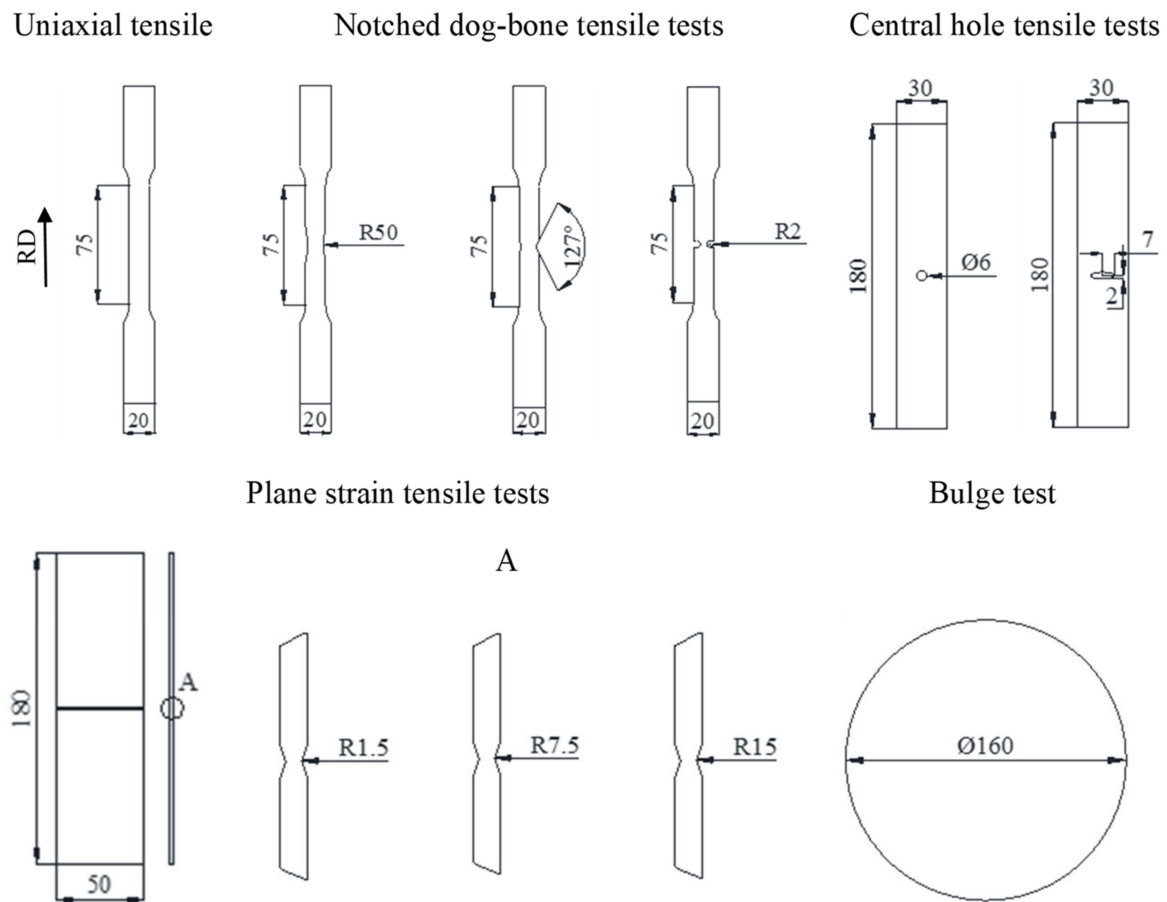 Uniaxial tensile
Notched dog-bone tensile tests
Central hole tensile tests
RD
75
20
75
R50
20
75
127°
20
75
R2
20
30
180
Ø6
30
180
7
2
Plane strain tensile tests
Bulge test
180
50
A
A
R1.5
R7.5
R15
Ø160